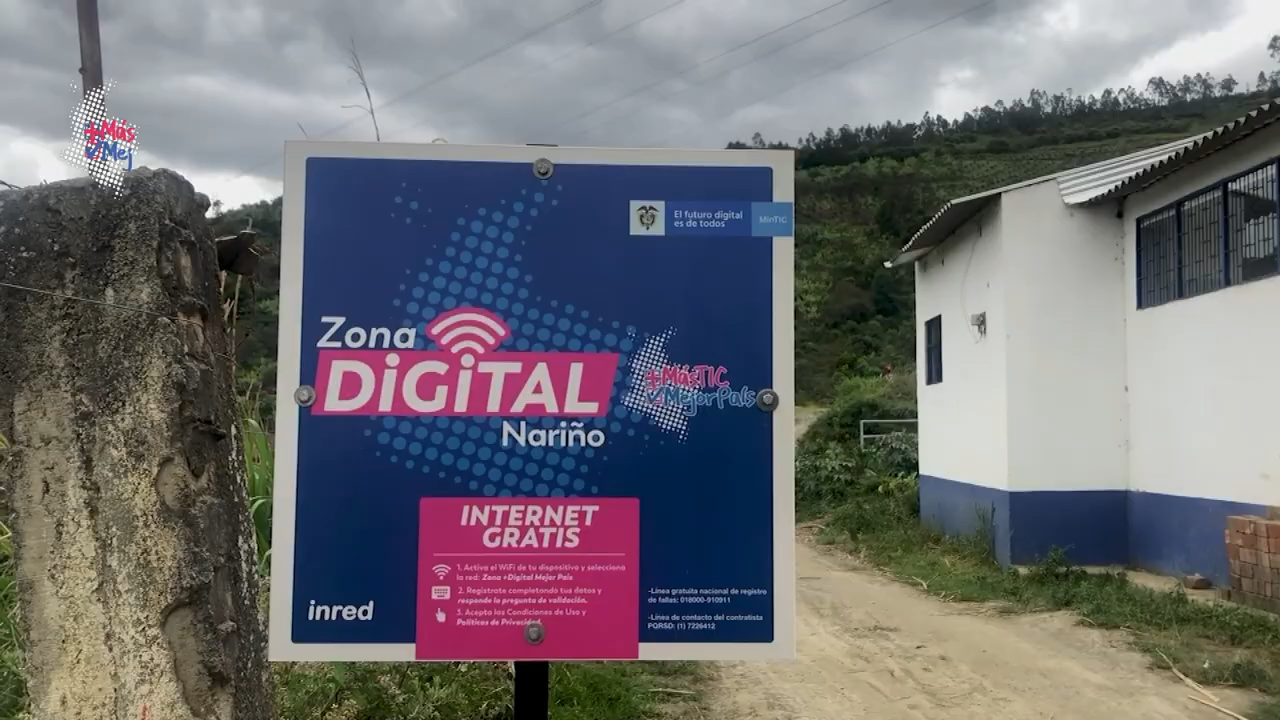 +Más
Mej
El futuro digital
es de todos
MinTIC
Zona
DiGiTAL
Nariño
+MásTIC
MejorPaís
INTERNET
GRATIS
1. Activa el WiFi de tu dispositivo y selecciona
la red: Zona +Digital Mejor País
2. Regístrate completando tus datos y
responde la pregunta de validación.
3. Acepta las Condiciones de Uso y
Políticas de Privacidad.
inred
-Línea gratuita nacional de registro
de fallas: 018000-910911
-Línea de contacto del contratista
PQRSD: (1) 7226412